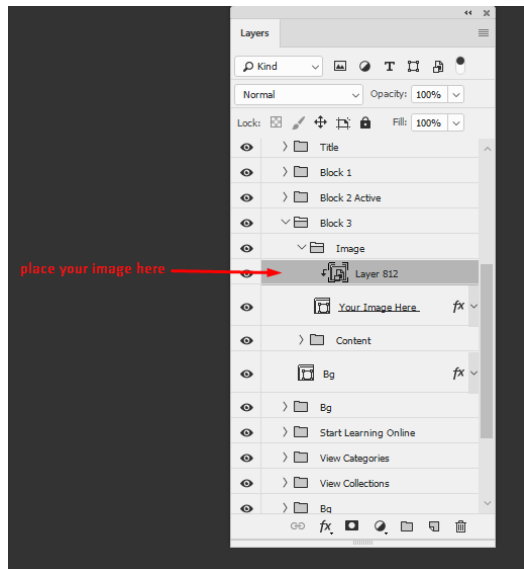 Layers
Kind
Normal
Opacity: 100%
Lock:
Fill: 100%
Title
Block 1
Block 2 Active
Block 3
Image
place your image here
Layer 812
Your Image Here
fx
Content
Bg
fx
Bg
Start Learning Online
View Categories
View Collections
Bg
fx